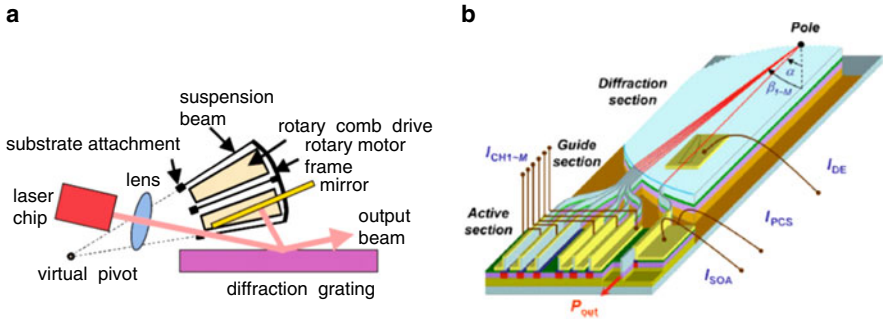 a
suspension
beam
substrate attachment
rotary comb drive
rotary motor
frame
mirror
lens
laser
chip
output
beam
virtual pivot
diffraction grating
b
Pole
α
β1~M
Diffraction
section
Guide
section
ICH1~M
Active
section
IDE
IPCS
ISOA
Pout